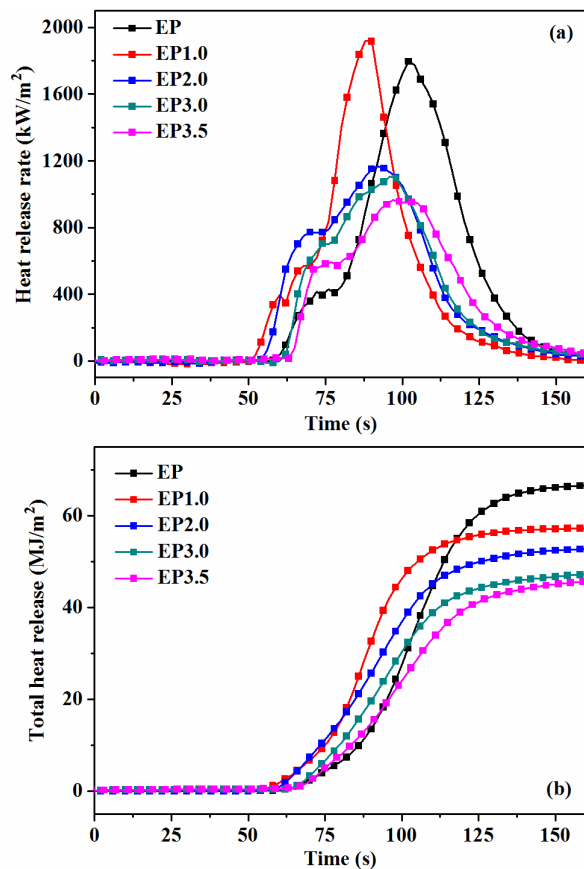 (a)
EP
EP1.0
EP2.0
EP3.0
EP3.5
Heat release rate (kW/m²)
2000
1600
1200
800
400
0
0 25 50 75 100 125 150
Time (s)
EP
EP1.0
EP2.0
EP3.0
EP3.5
Total heat release (MJ/m²)
60
40
20
0
(b)
0 25 50 75 100 125 150
Time (s)